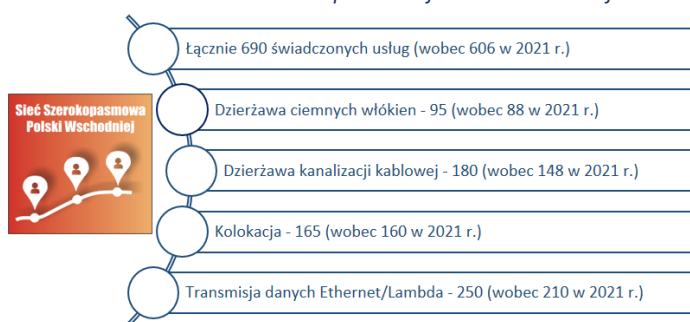 Łącznie 690 świadczonych usług (wobec 606 w 2021 r.)
Sieć Szerokopasmowa
Polski Wschodniej
Dzierżawa ciemnych włókien - 95 (wobec 88 w 2021 r.)
Dzierżawa kanalizacji kablowej - 180 (wobec 148 w 2021 r.)
Kolokacja - 165 (wobec 160 w 2021 r.)
Transmisja danych Ethernet/Lambda - 250 (wobec 210 w 2021 r.)